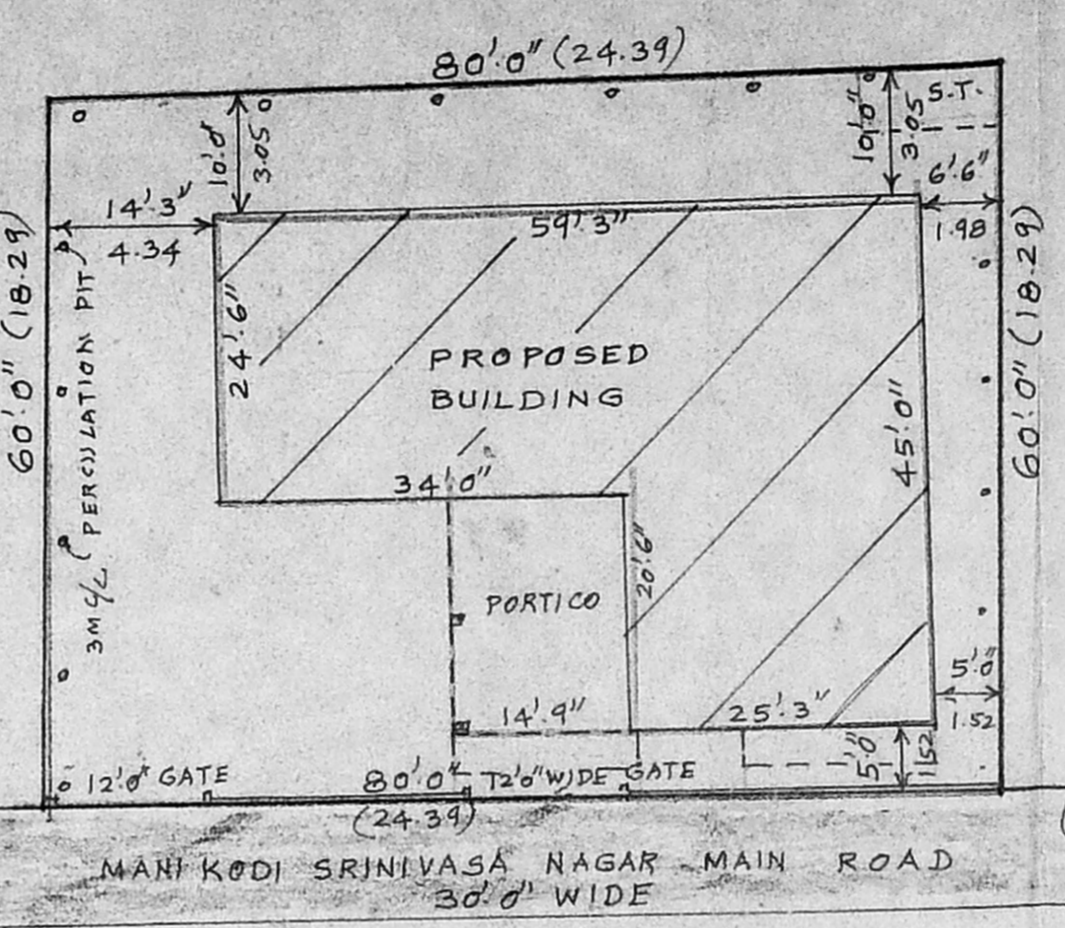 80'.0" (24.39)
S.T.
10'.0"
3.05
10'.0"
3.05
14'.3"
4.34
59'.3"
6'.6"
1.98
60'.0" (18.29)
3M C/C PERCOLATION PIT
24'.6"
PROPOSED
BUILDING
45'.0"
60'.0" (18.29)
34'.0"
20'.6"
PORTICO
14'.9"
25'.3"
5'.0"
1.52
5'.0"
1.52
12'.0" GATE
80'.0"
12'.0" WIDE GATE
(24.39)
MANIKODI SRINIVASA NAGAR MAIN ROAD
30'.0" WIDE